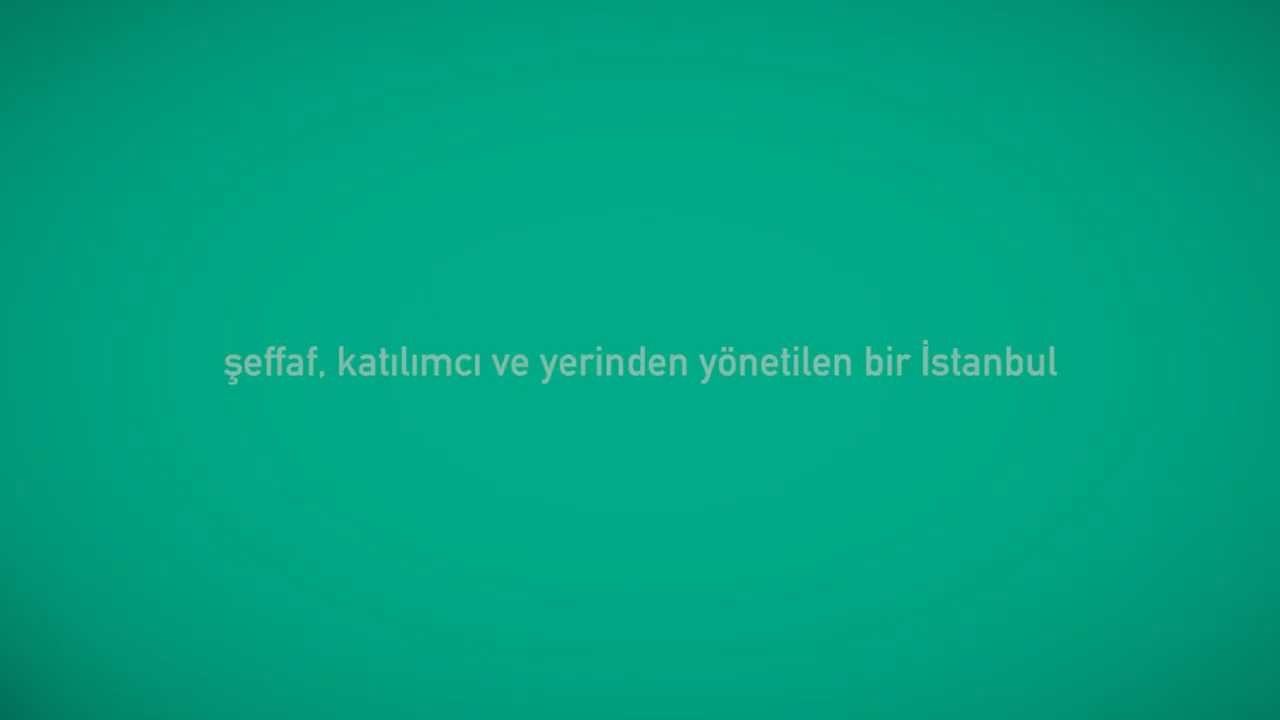 şeffaf, katılımcı ve yerinden yönetilen bir İstanbul